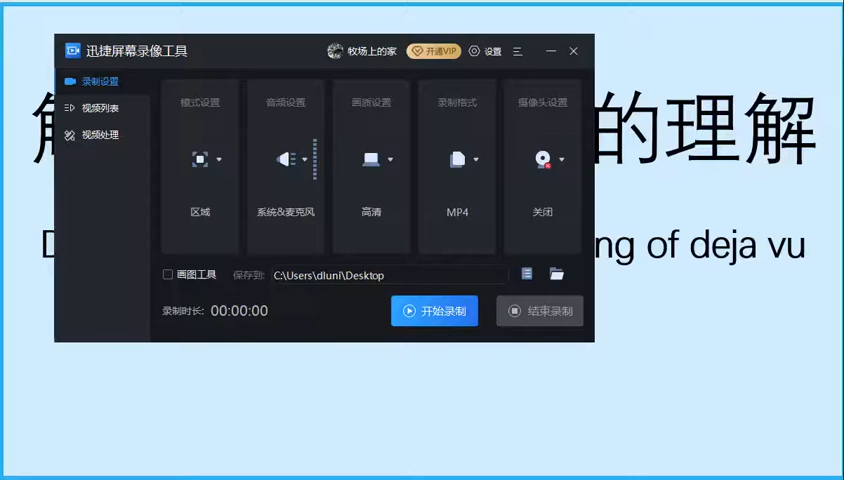 迅捷屏幕录像工具 牧场上的家 开通VIP 设置
录制设置
视频列表
视频处理
模式设置 音频设置 画质设置 录制格式 摄像头设置
区域 系统&麦克风 高清 MP4 关闭
画图工具 保存到: C:\Users\dluni\Desktop
录制时长: 00:00:00 开始录制 结束录制
的理解
ng of deja vu